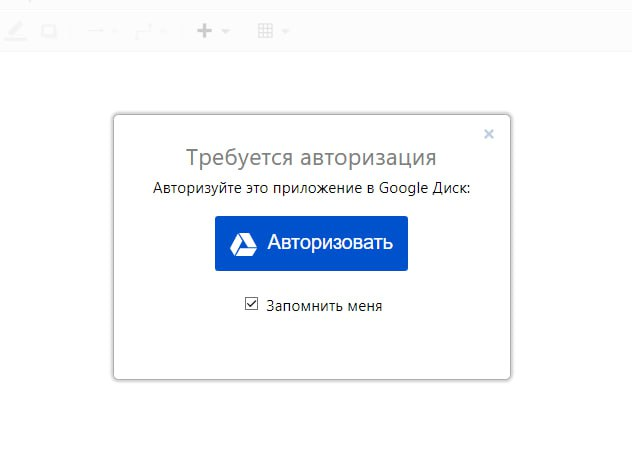 Требуется авторизация
Авторизуйте это приложение в Google Диск:
Авторизовать
Запомнить меня